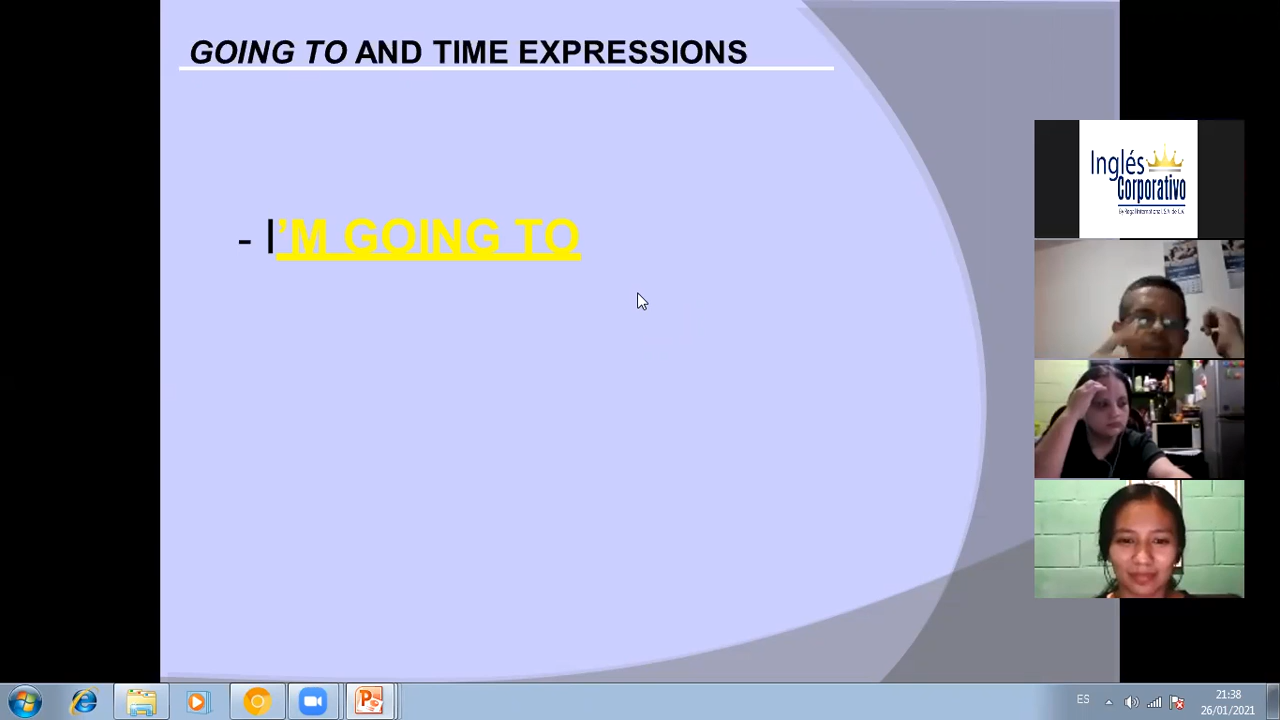 GOING TO AND TIME EXPRESSIONS
- I'M GOING TO
Inglés
Corporativo
ES
21:38
26/01/2021